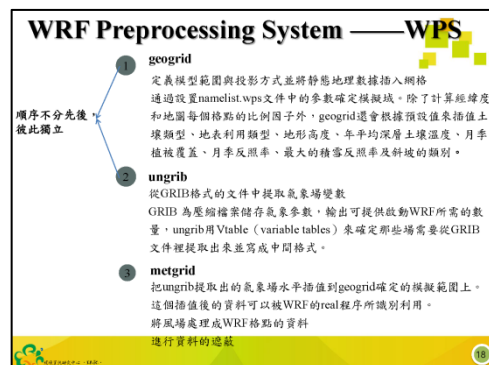 WRF Preprocessing System ——WPS
1
geogrid
定義模型範圍與投影方式並將靜態地理數據插入網格
通過設置namelist.wps文件中的參數確定模擬域。除了計算經緯度
和地圖每個格點的比例因子外，geogrid還會根據預設值來插值土
壤類型、地表利用類型、地形高度、年平均深層土壤溫度、月季
植被覆蓋、月季反照率、最大的積雪反照率及斜坡的類別。
順序不分先後，
彼此獨立
2
ungrib
從GRIB格式的文件中提取氣象場變數
GRIB 為壓縮檔案儲存氣象參數，輸出可提供啟動WRF所需的數
量，ungrib用Vtable（variable tables）來確定那些場需要從GRIB
文件裡提取出來並寫成中間格式。
3
metgrid
把ungrib提取出的氣象場水平插值到geogrid確定的模擬範圍上。
這個插值後的資料可以被WRF的real程序所識別利用。
將風場處理成WRF格點的資料
進行資料的遮蔽
18